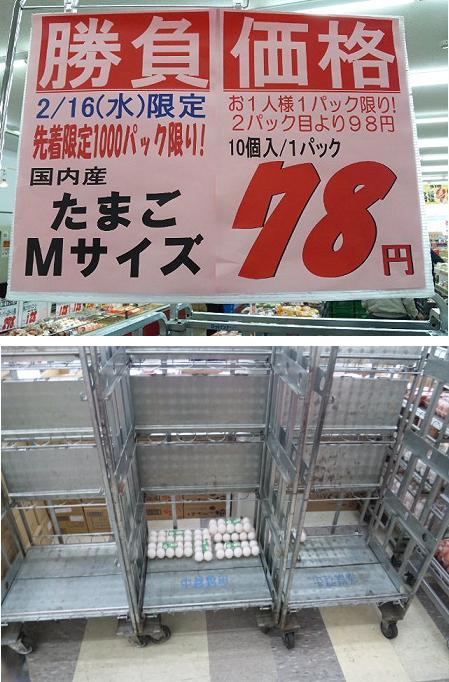 勝負価格
2/16(水)限定
先着限定1000パック限り!
お1人様1パック限り!
2パック目より98円
国内産
たまご
Mサイズ
10個入/1パック
78円